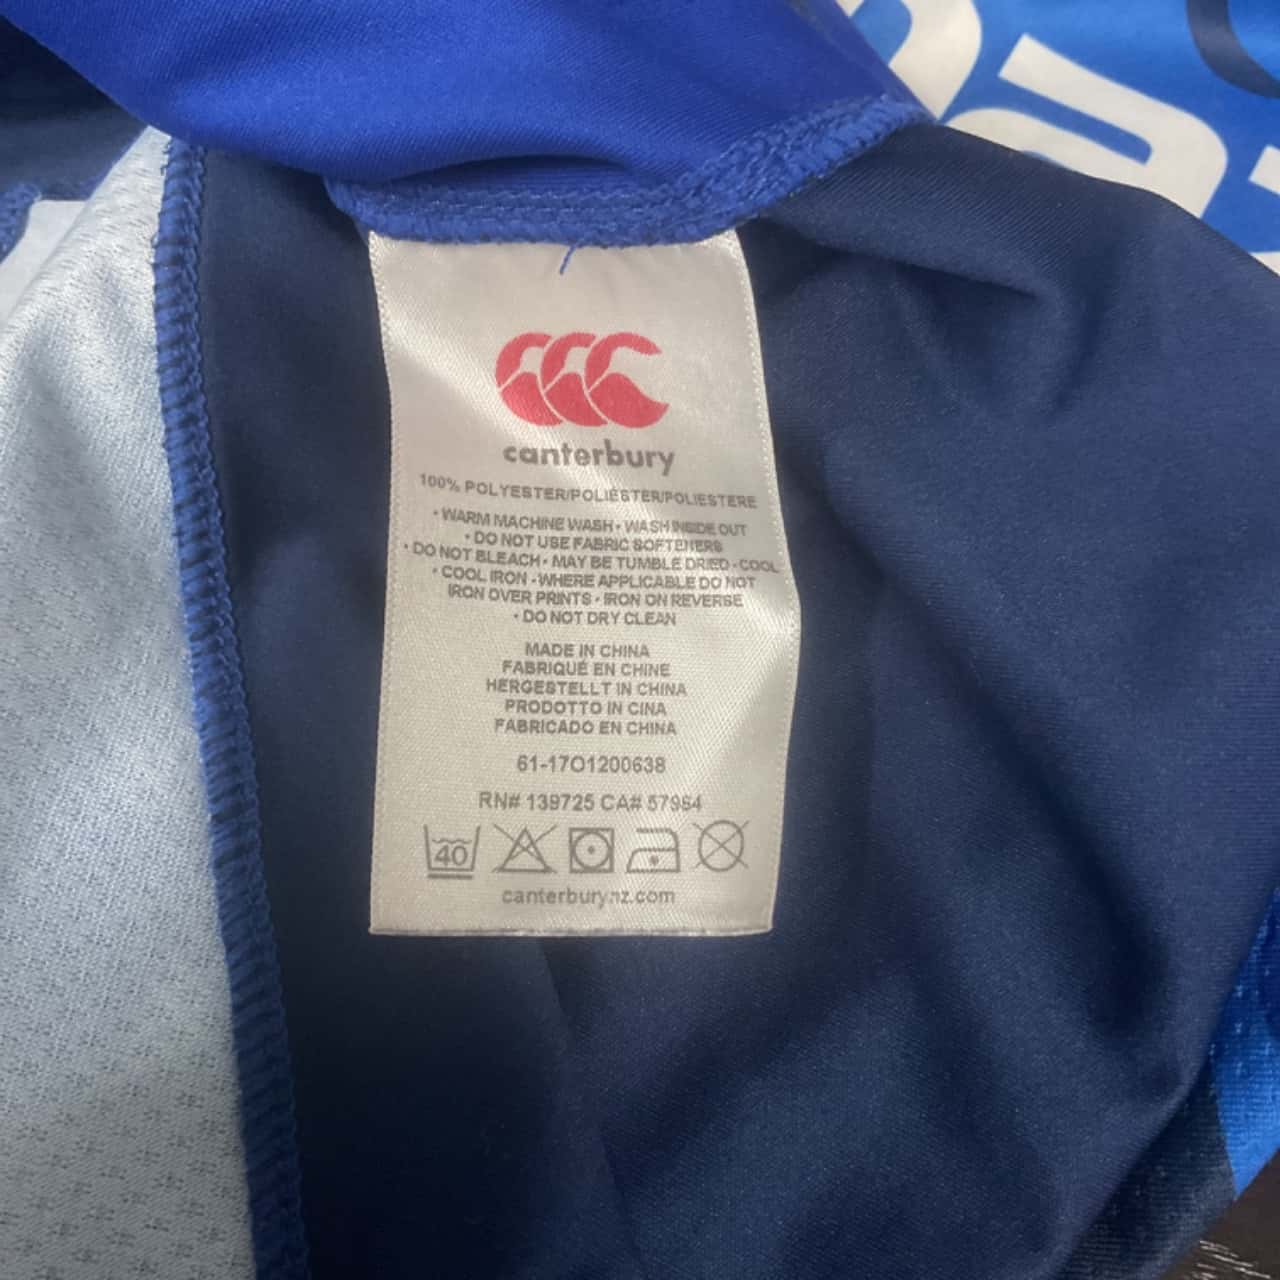 canterbury
100% POLYESTER/POLIÉSTER/POLIESTERE
• WARM MACHINE WASH • WASH INSIDE OUT
• DO NOT USE FABRIC SOFTENERS
• DO NOT BLEACH • MAY BE TUMBLE DRIED - COOL
• COOL IRON - WHERE APPLICABLE DO NOT
IRON OVER PRINTS • IRON ON REVERSE
• DO NOT DRY CLEAN
MADE IN CHINA
FABRIQUÉ EN CHINE
HERGESTELLT IN CHINA
PRODOTTO IN CINA
FABRICADO EN CHINA
61-17O1200638
RN# 139725 CA# 57964
40
canterburynz.com